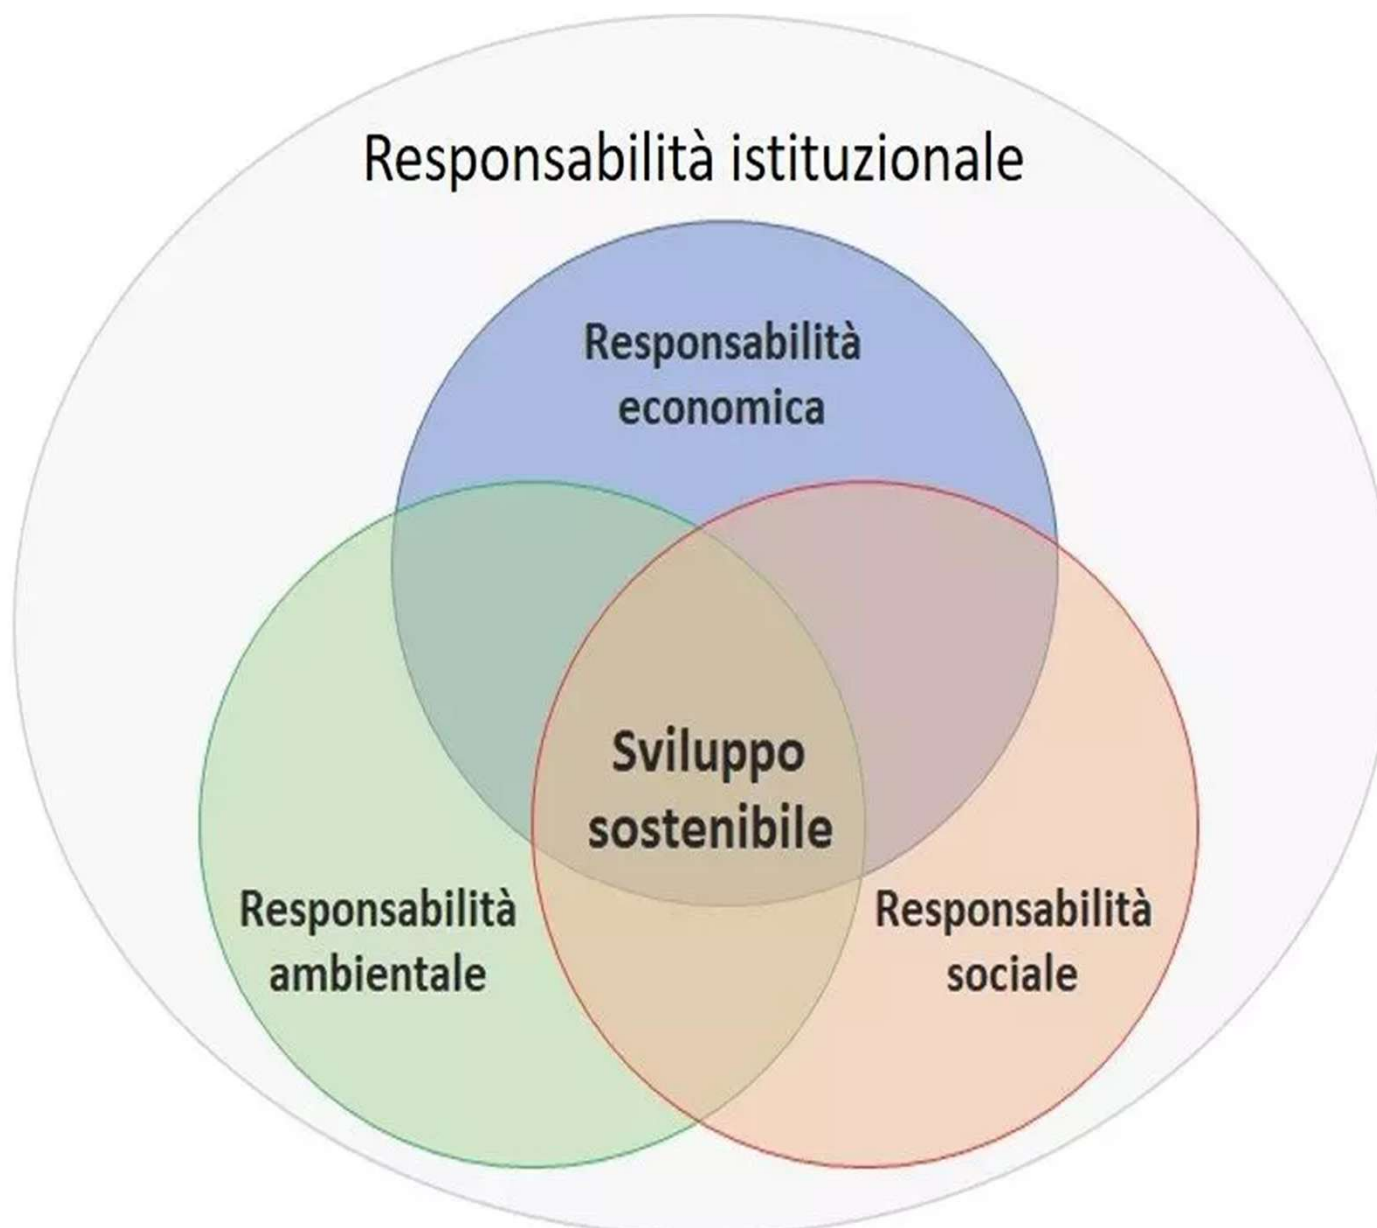 Responsabilità istituzionale
Responsabilità
economica
Sviluppo
sostenibile
Responsabilità
ambientale
Responsabilità
sociale